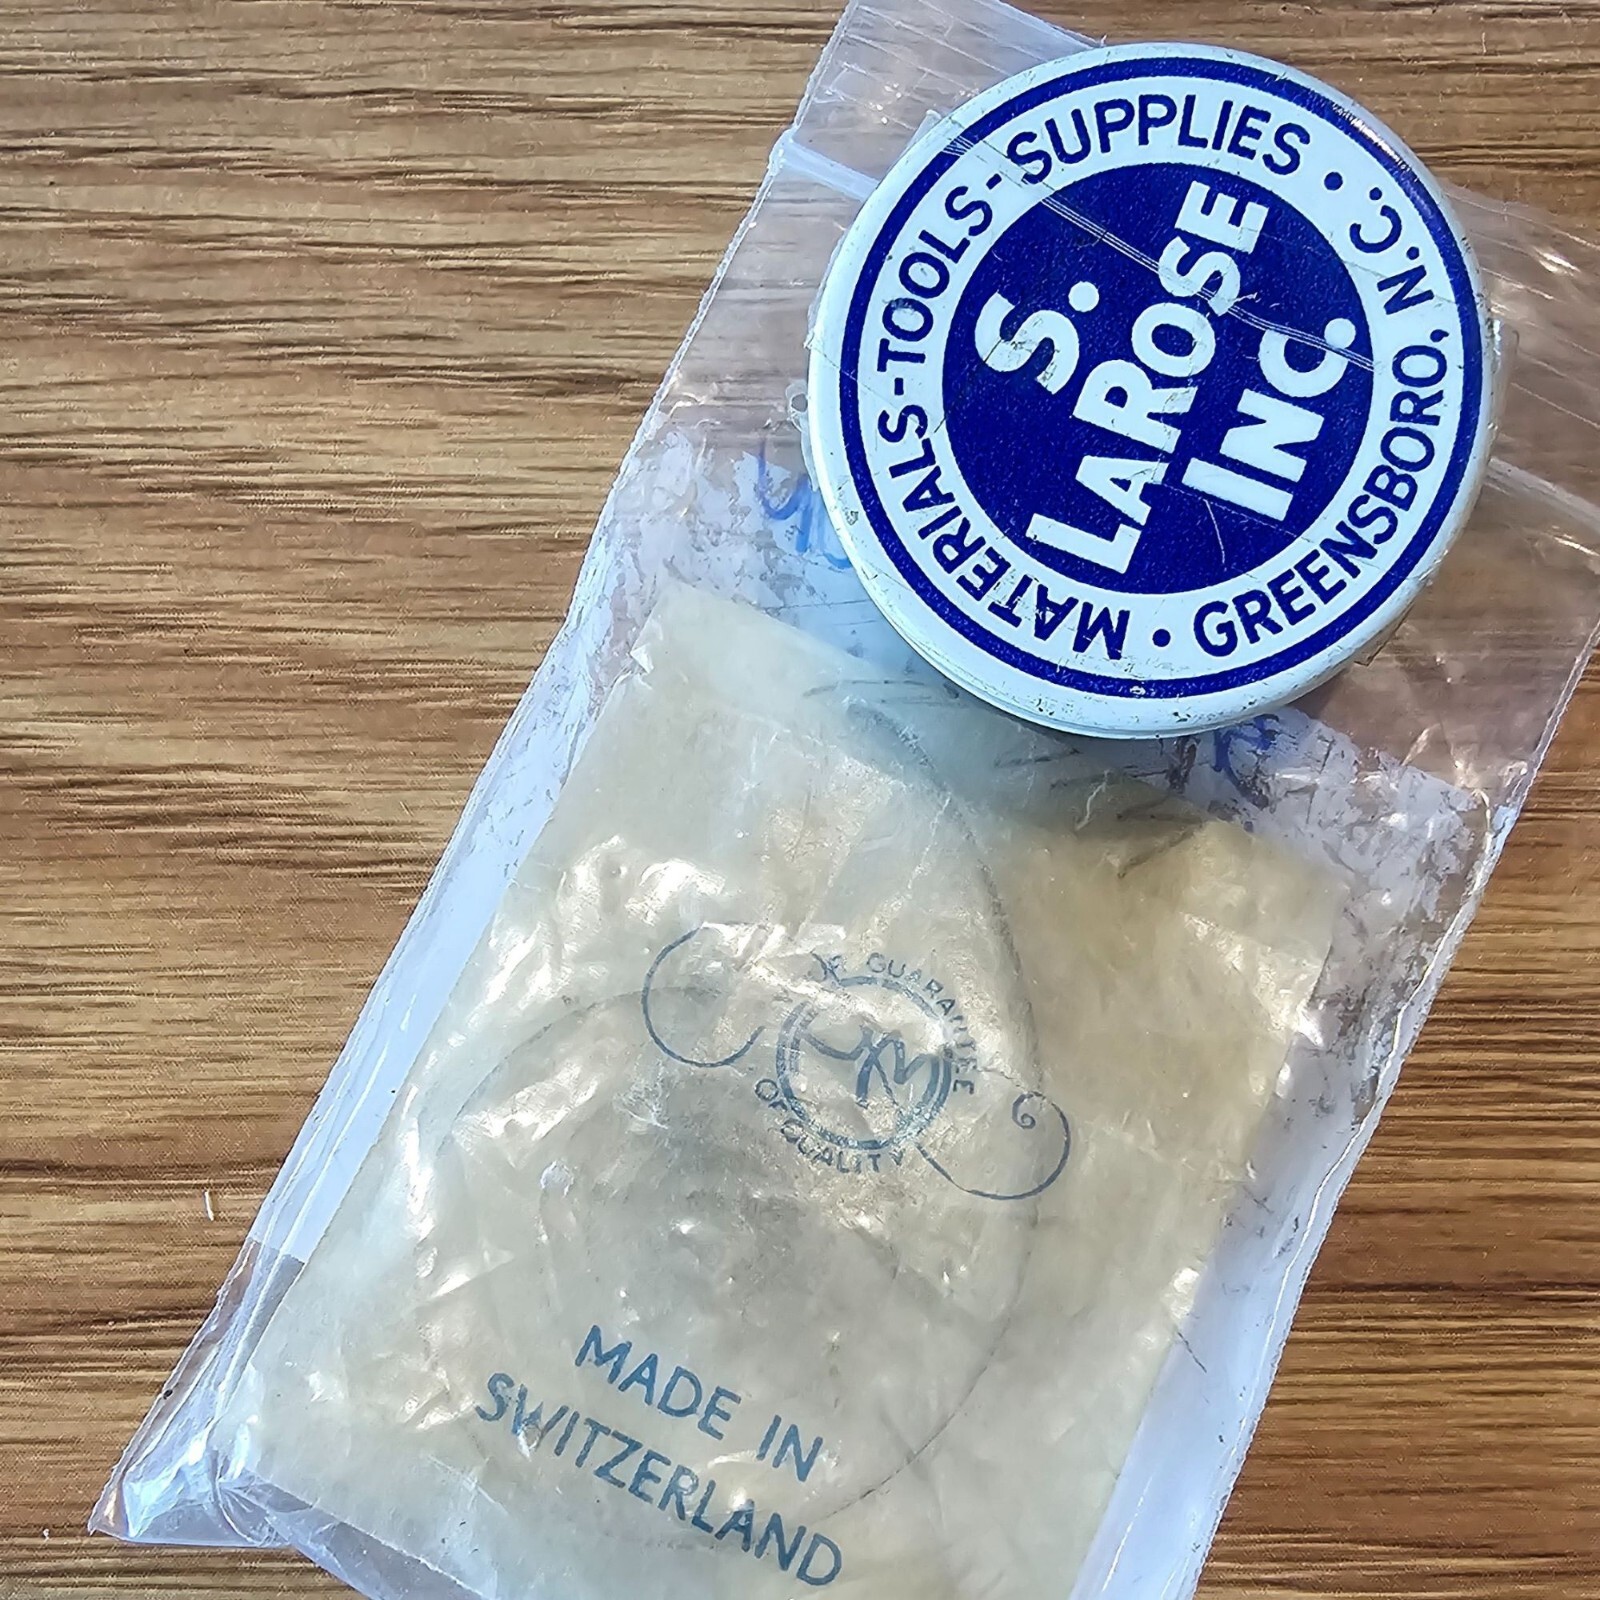 MATERIALS-TOOLS-SUPPLIES
S.
LAROSE
INC.
GREENSBORO, N.C.
GUARANTEE
OF QUALITY
MADE IN
SWITZERLAND